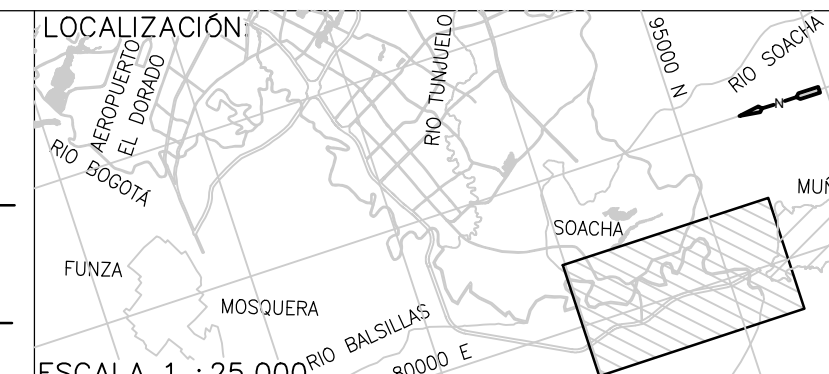 LOCALIZACIÓN:
AEROPUERTO
EL DORADO
RIO TUNJUELO
95000 N
RIO SOACHA
N
RIO BOGOTÁ
MUÑ
SOACHA
FUNZA
MOSQUERA
RIO BALSILLAS
80000 E
ESCALA 1 : 25.000